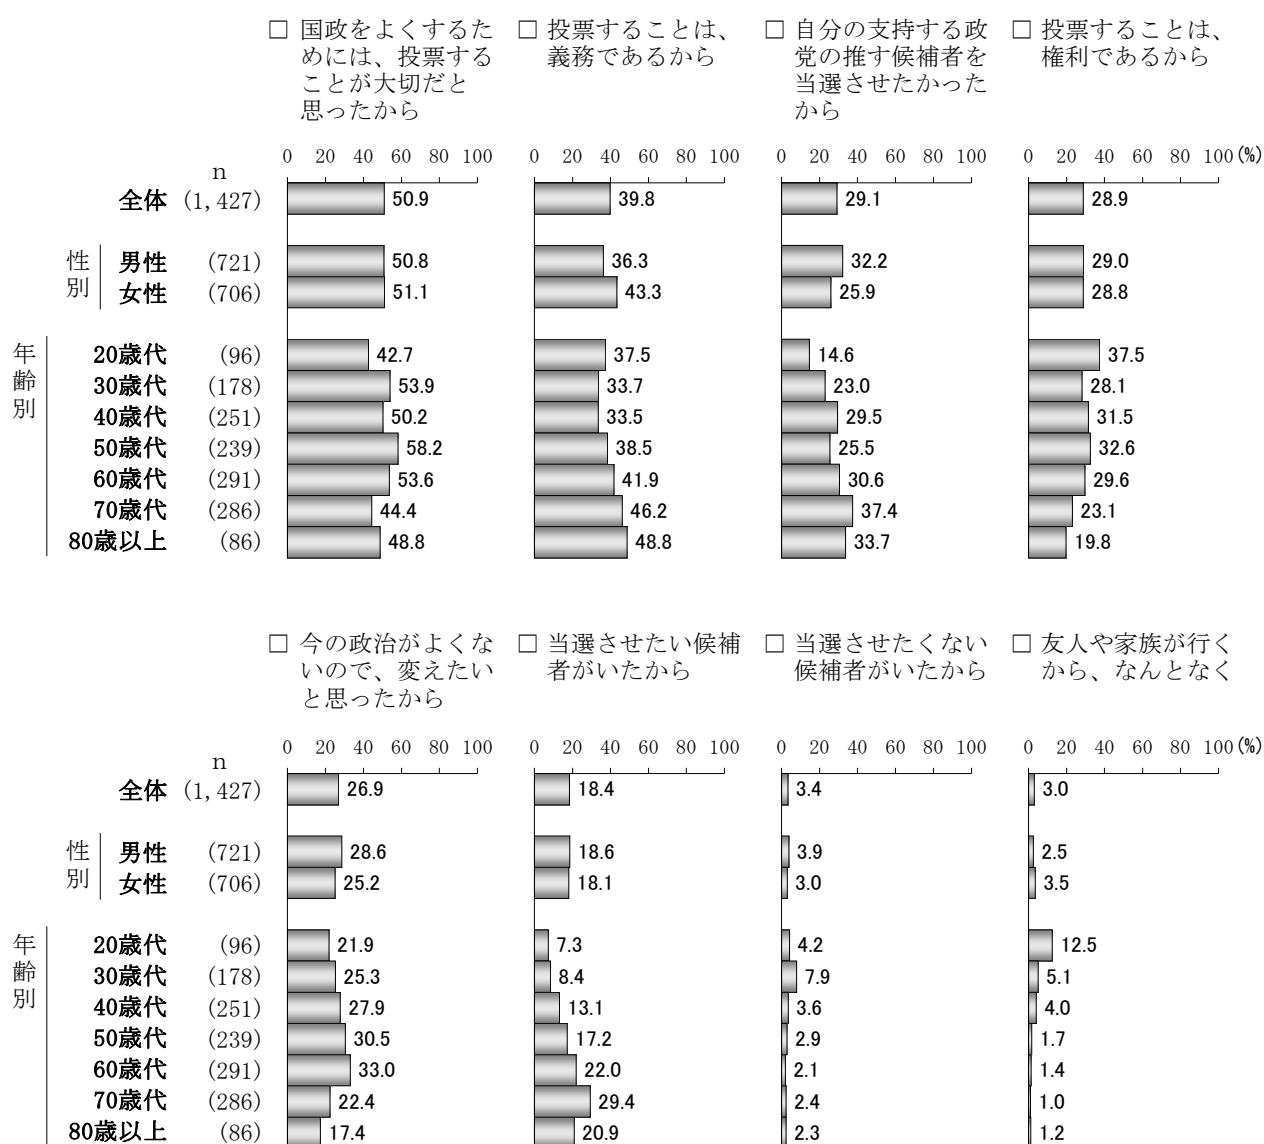 □ 国政をよくするた
めには、投票する
ことが大切だと
思ったから
□ 投票することは、
義務であるから
□ 自分の支持する政
党の推す候補者を
当選させたかった
から
□ 投票することは、
権利であるから
0 20 40 60 80 100 0 20 40 60 80 100 0 20 40 60 80 100 0 20 40 60 80 100(%)
n
全体 (1,427) 50.9 39.8 29.1 28.9
性別
男性 (721) 50.8 36.3 32.2 29.0
女性 (706) 51.1 43.3 25.9 28.8
年齢別
20歳代 (96) 42.7 37.5 14.6 37.5
30歳代 (178) 53.9 33.7 23.0 28.1
40歳代 (251) 50.2 33.5 29.5 31.5
50歳代 (239) 58.2 38.5 25.5 32.6
60歳代 (291) 53.6 41.9 30.6 29.6
70歳代 (286) 44.4 46.2 37.4 23.1
80歳以上 (86) 48.8 48.8 33.7 19.8
□ 今の政治がよくな
いので、変えたい
と思ったから
□ 当選させたい候補
者がいたから
□ 当選させたくない
候補者がいたから
□ 友人や家族が行く
から、なんとなく
0 20 40 60 80 100 0 20 40 60 80 100 0 20 40 60 80 100 0 20 40 60 80 100(%)
n
全体 (1,427) 26.9 18.4 3.4 3.0
性別
男性 (721) 28.6 18.6 3.9 2.5
女性 (706) 25.2 18.1 3.0 3.5
年齢別
20歳代 (96) 21.9 7.3 4.2 12.5
30歳代 (178) 25.3 8.4 7.9 5.1
40歳代 (251) 27.9 13.1 3.6 4.0
50歳代 (239) 30.5 17.2 2.9 1.7
60歳代 (291) 33.0 22.0 2.1 1.4
70歳代 (286) 22.4 29.4 2.4 1.0
80歳以上 (86) 17.4 20.9 2.3 1.2